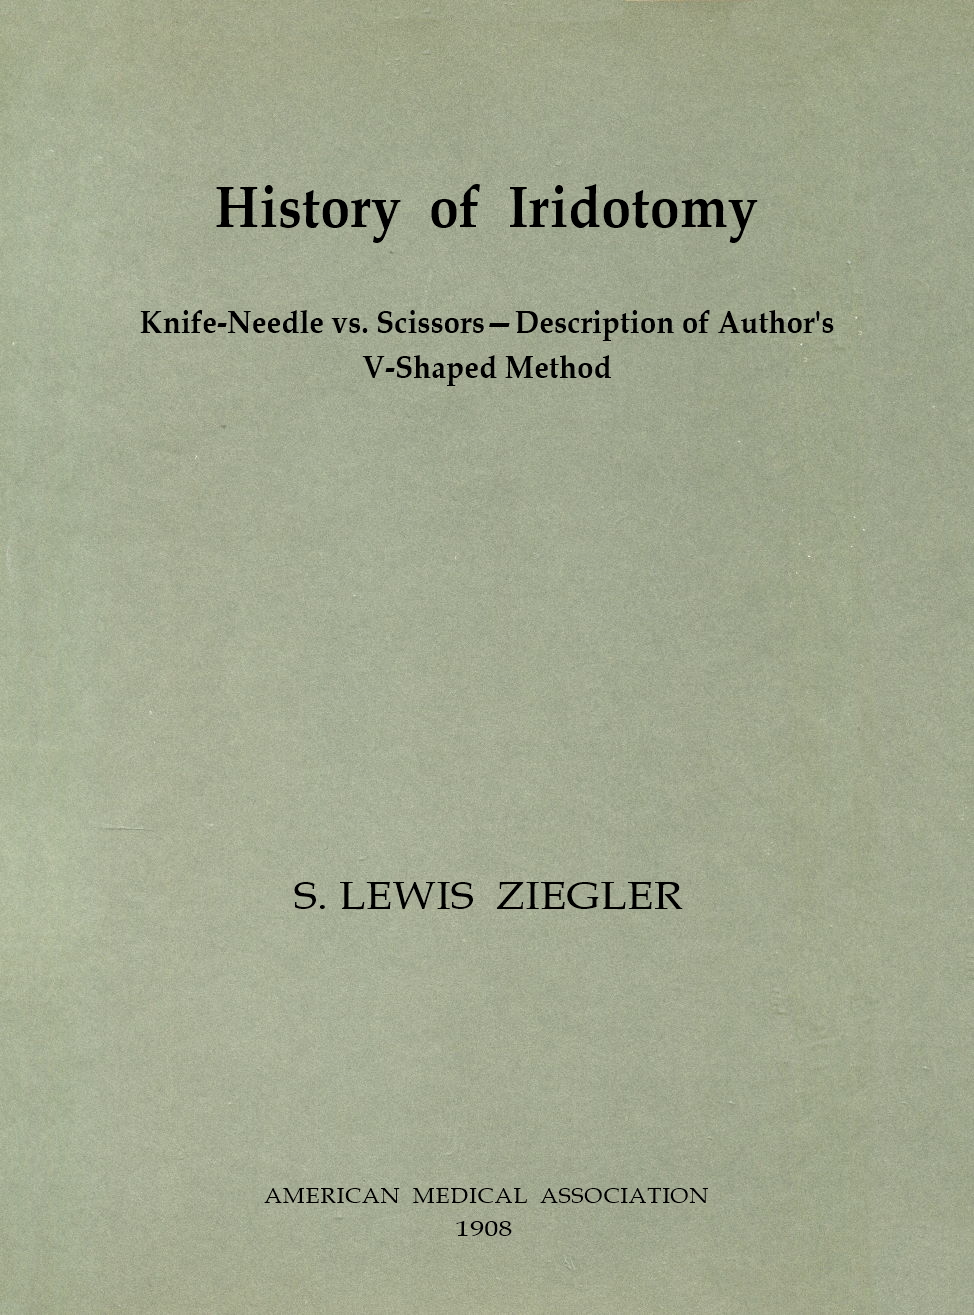 History of Iridotomy
Knife-Needle vs. Scissors—Description of Author's
V-Shaped Method
S. LEWIS ZIEGLER
AMERICAN MEDICAL ASSOCIATION
1908